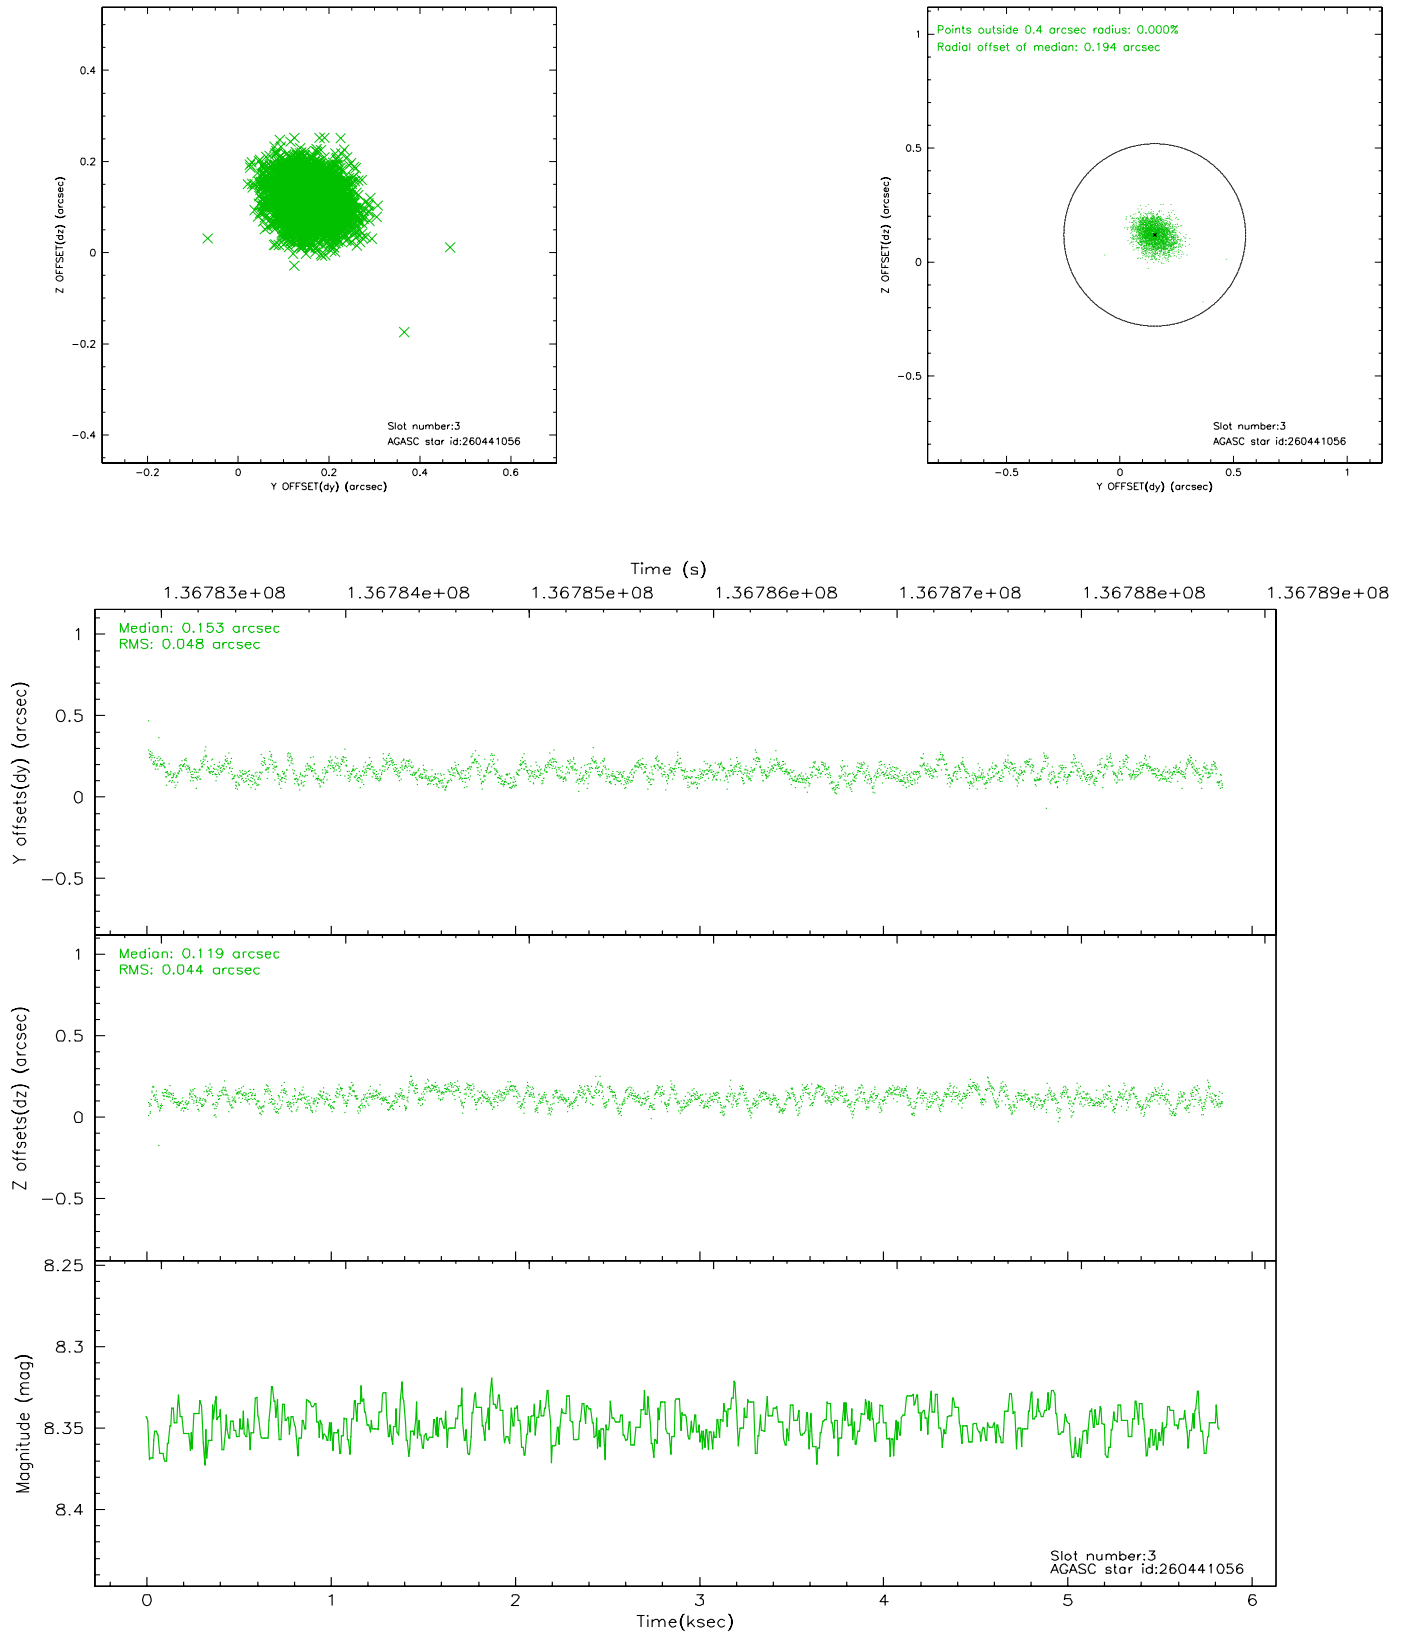 0.4
0.2
0
−0.2
−0.4
Z OFFSET(dz) (arcsec)
Slot number:3
AGASC star id:260441056
−0.2 0 0.2 0.4 0.6
Y OFFSET(dy) (arcsec)
Points outside 0.4 arcsec radius: 0.000%
Radial offset of median: 0.194 arcsec
1
0.5
0
−0.5
Z OFFSET(dz) (arcsec)
Slot number:3
AGASC star id:260441056
−0.5 0 0.5 1
Y OFFSET(dy) (arcsec)
Time (s)
1.36783e+08 1.36784e+08 1.36785e+08 1.36786e+08 1.36787e+08 1.36788e+08 1.36789e+08
Median: 0.153 arcsec
RMS: 0.048 arcsec
1
0.5
0
−0.5
Y offsets(dy) (arcsec)
Median: 0.119 arcsec
RMS: 0.044 arcsec
1
0.5
0
−0.5
Z offsets(dz) (arcsec)
8.25
8.3
8.35
8.4
Magnitude (mag)
Slot number:3
AGASC star id:260441056
0 1 2 3 4 5 6
Time(ksec)